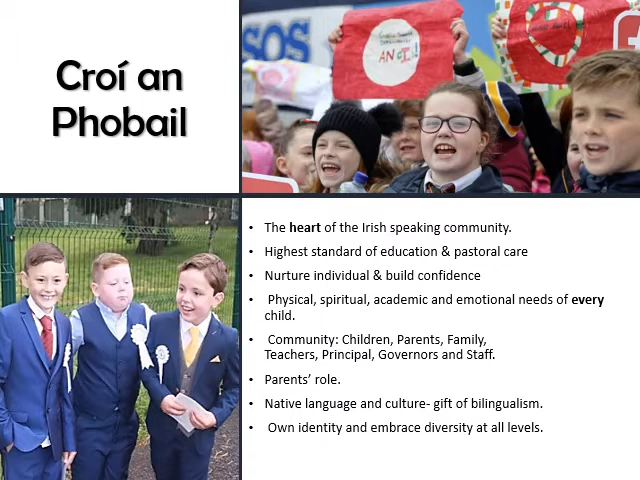 Croí an
Phobail
SOS
• The heart of the Irish speaking community.
• Highest standard of education & pastoral care
• Nurture individual & build confidence
• Physical, spiritual, academic and emotional needs of every
child.
• Community: Children, Parents, Family,
Teachers, Principal, Governors and Staff.
• Parents’ role.
• Native language and culture- gift of bilingualism.
• Own identity and embrace diversity at all levels.